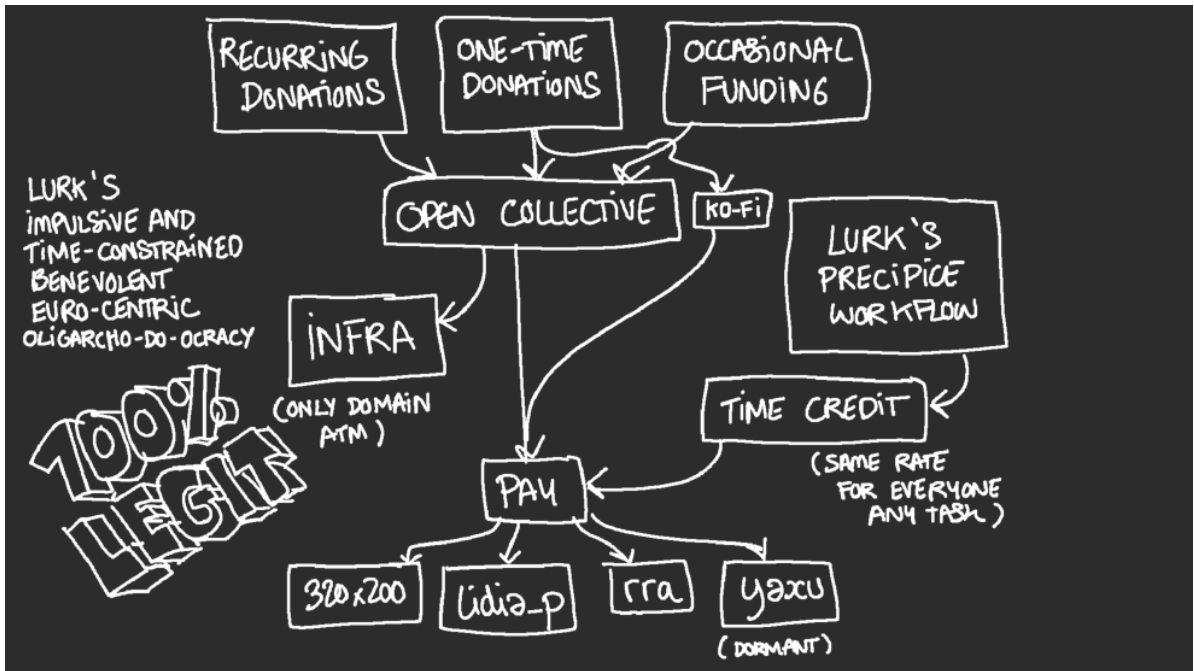 RECURRING
DONATIONS
ONE-TIME
DONATIONS
OCCASIONAL
FUNDING
OPEN COLLECTIVE
KO-Fi
LURK'S
IMPULSIVE AND
TIME-CONSTRAINED
BENEVOLENT
EURO-CENTRIC
OLIGARCHO-DO-OCRACY
LURK'S
PRECIPICE
WORKFLOW
INFRA
(ONLY DOMAIN
ATM)
TIME CREDIT
(SAME RATE
FOR EVERYONE
ANY TASK)
100%
LEGIT
PAY
320x200
lidia_p
rra
yaxu
(DORMANT)